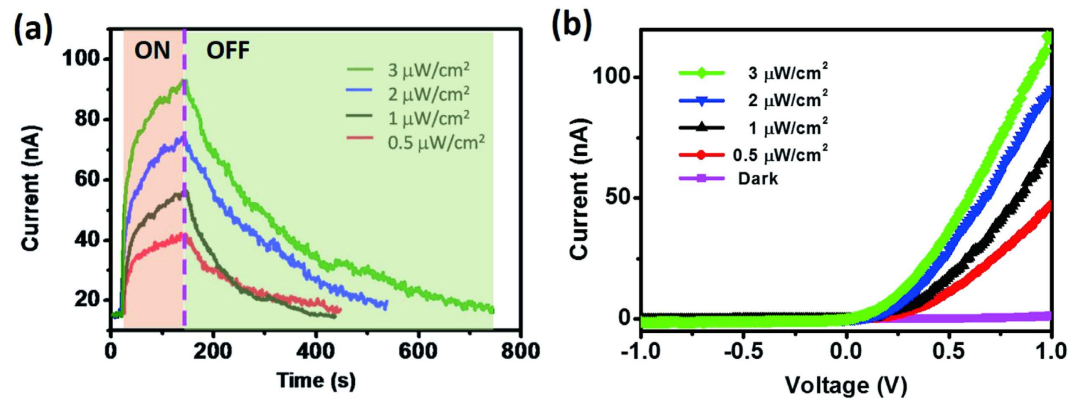 (a)
ON OFF
3 μW/cm²
2 μW/cm²
1 μW/cm²
0.5 μW/cm²
100
80
60
40
20
Current (nA)
0 200 400 600 800
Time (s)
(b)
3 μW/cm²
2 μW/cm²
1 μW/cm²
0.5 μW/cm²
Dark
100
50
0
Current (nA)
-1.0 -0.5 0.0 0.5 1.0
Voltage (V)